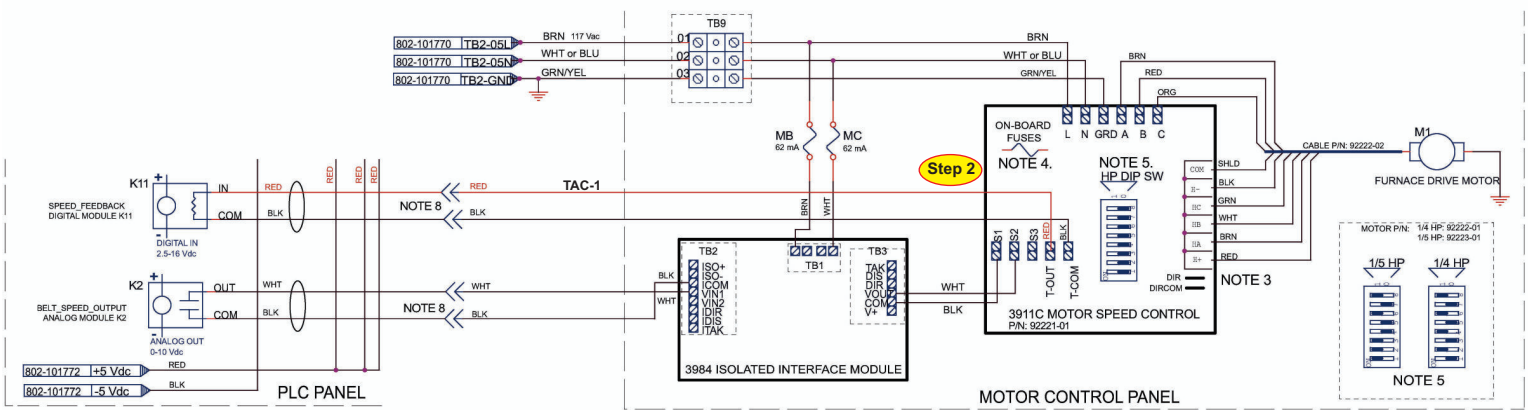 TB9
802-101770 TB2-05L BRN 117 Vac 01 BRN
802-101770 TB2-05N WHT or BLU 02 WHT or BLU
802-101770 TB2-GND GRN/YEL 03 GRN/YEL
BRN
RED
ORG
MB 62 mA
MC 62 mA
BRN
WHT
ON-BOARD
FUSES
NOTE 4.
L N GRD A B C
NOTE 5.
HP DIP SW
Step 2
CABLE P/N: 92222-02
M1
FURNACE DRIVE MOTOR
COM SHLD
H- BLK
HC GRN
HB WHT
HA BRN
H+ RED
NOTE 3
DIR
DIRCOM
S1
S2
S3
RED
T-OUT
BLK
T-COM
ON
3911C MOTOR SPEED CONTROL
P/N: 92221-01
MOTOR P/N: 1/4 HP: 92222-01
1/5 HP: 92223-01
1/5 HP
1/4 HP
ON
ON
NOTE 5
RED
RED
RED
K11
+
-
IN RED RED TAC-1
COM BLK BLK
NOTE 8
SPEED_FEEDBACK
DIGITAL MODULE K11
DIGITAL IN
2.5-16 Vdc
K2
+
-
OUT WHT WHT
COM BLK BLK
NOTE 8
BELT_SPEED_OUTPUT
ANALOG MODULE K2
ANALOG OUT
0-10 Vdc
802-101772 +5 Vdc RED
802-101772 -5 Vdc BLK
PLC PANEL
BLK
WHT
TB2
ISO+
ISO-
ICOM
VIN1
VIN2
IDIR
IDIS
ITAK
TB1
TB3
TAK
DIS
DIR
VOUT
COM
V+
WHT
BLK
3984 ISOLATED INTERFACE MODULE
MOTOR CONTROL PANEL